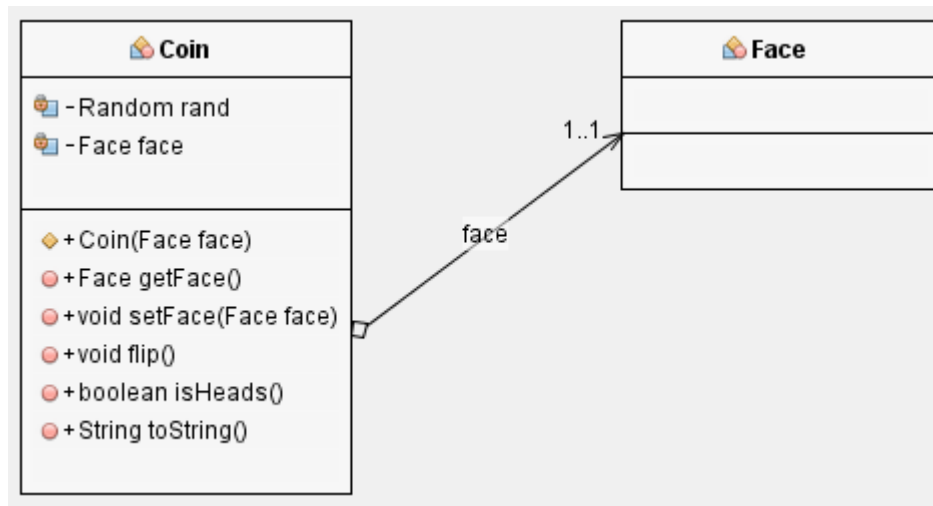 Coin
-Random rand
-Face face
+Coin(Face face)
+Face getFace()
+void setFace(Face face)
+void flip()
+boolean isHeads()
+String toString()
face
1..1
Face